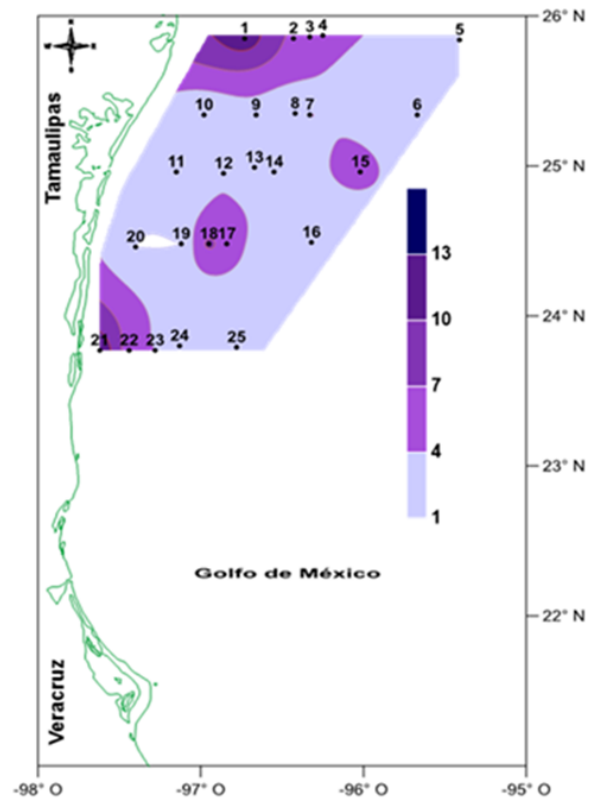 26° N
1 2 3 4 5
10 9 8 7 6
Tamaulipas
25° N
11 12 13 14 15
20 19 18 17 16
13
24° N
10
21 22 23 24 25
7
4
23° N
1
Golfo de México
22° N
Veracruz
-98° O -97° O -96° O -95° O